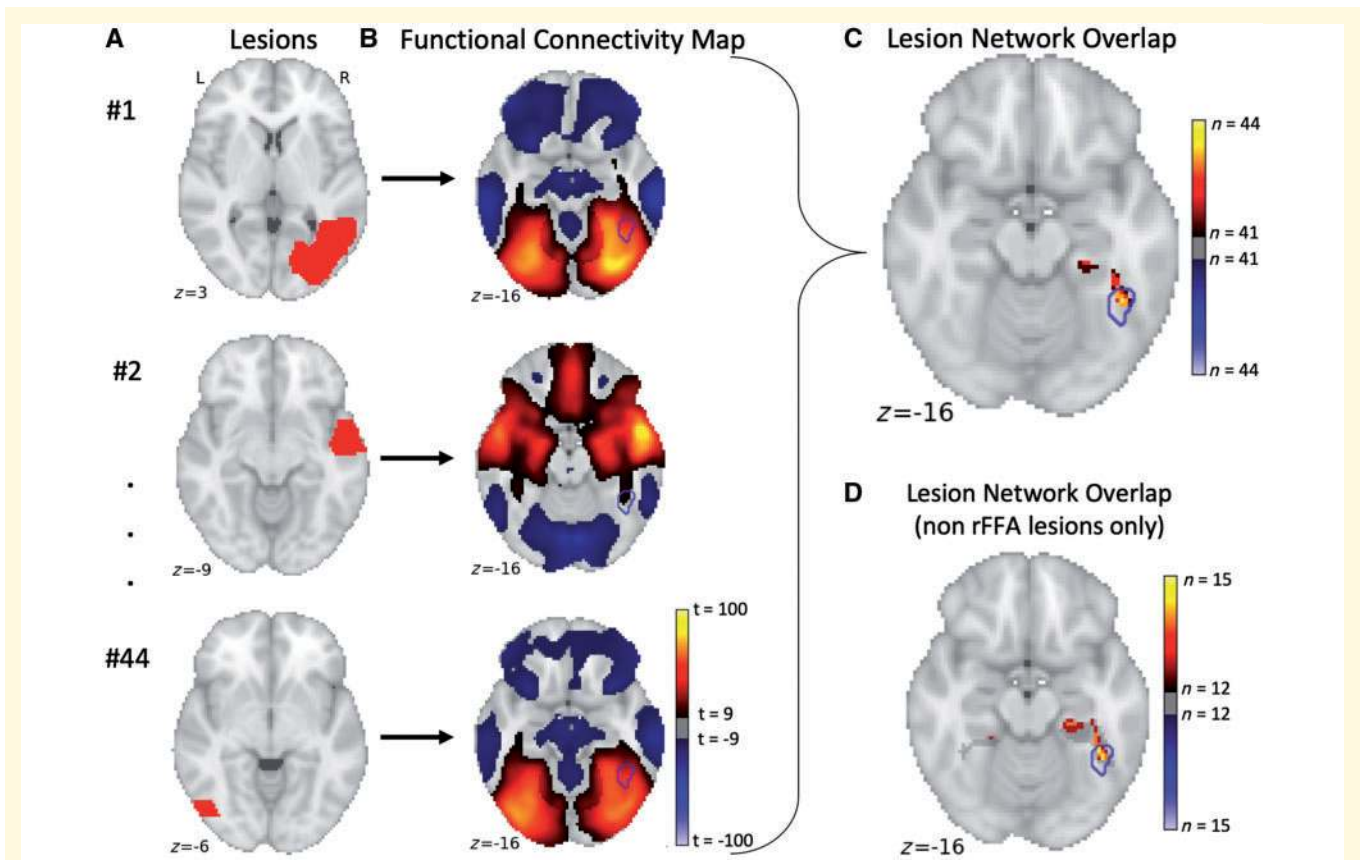 A Lesions
B Functional Connectivity Map
C Lesion Network Overlap
L R
#1
z=3
z=-16
n = 44
n = 41
n = 41
n = 44
z=-16
#2
.
.
.
z=-9
z=-16
#44
z=-6
z=-16
t = 100
t = 9
t = -9
t = -100
D Lesion Network Overlap
(non rFFA lesions only)
n = 15
n = 12
n = 12
n = 15
z=-16